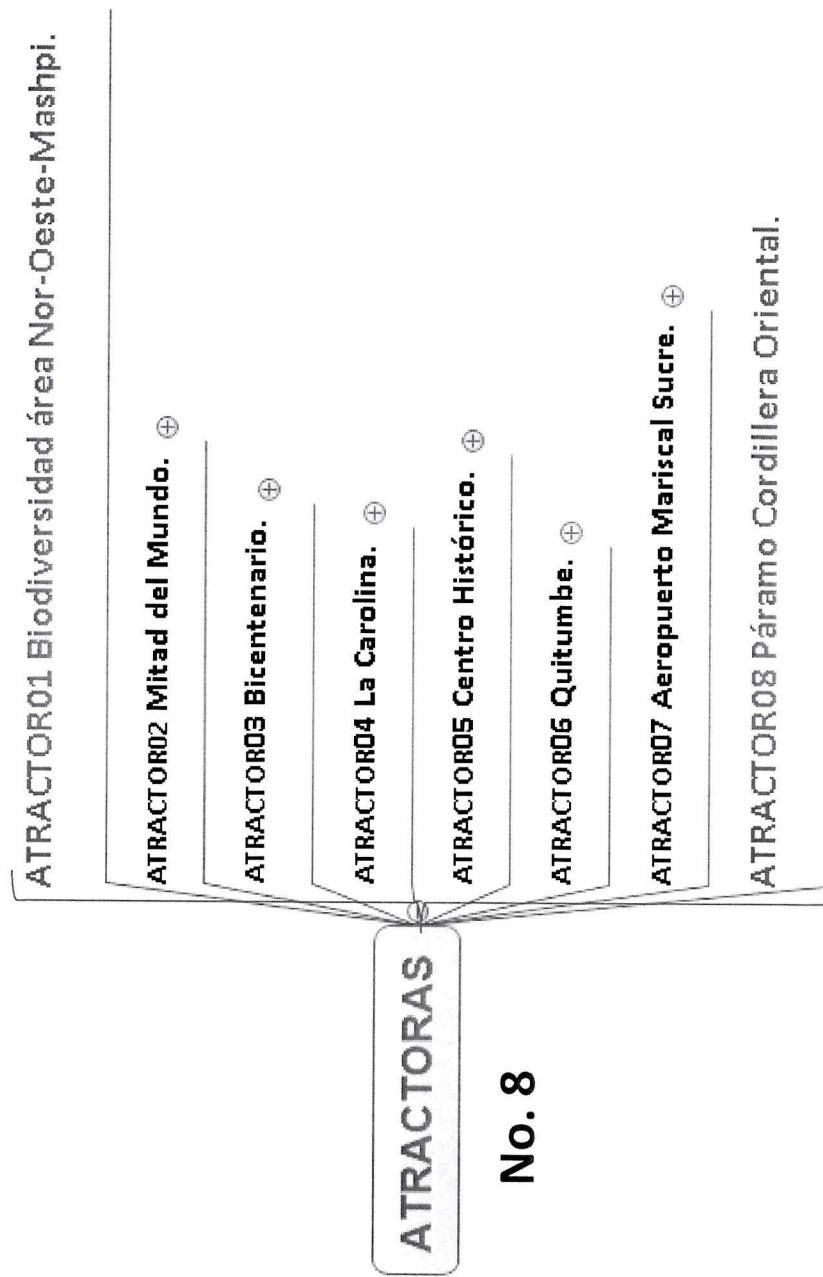 ATRACTORAS
No. 8
ATRACTOR01 Biodiversidad área Nor-Oeste-Mashpi.
ATRACTOR02 Mitad del Mundo.
ATRACTOR03 Bicentenario.
ATRACTOR04 La Carolina.
ATRACTOR05 Centro Histórico.
ATRACTOR06 Quitumbe.
ATRACTOR07 Aeropuerto Mariscal Sucre.
ATRACTOR08 Páramo Cordillera Oriental.